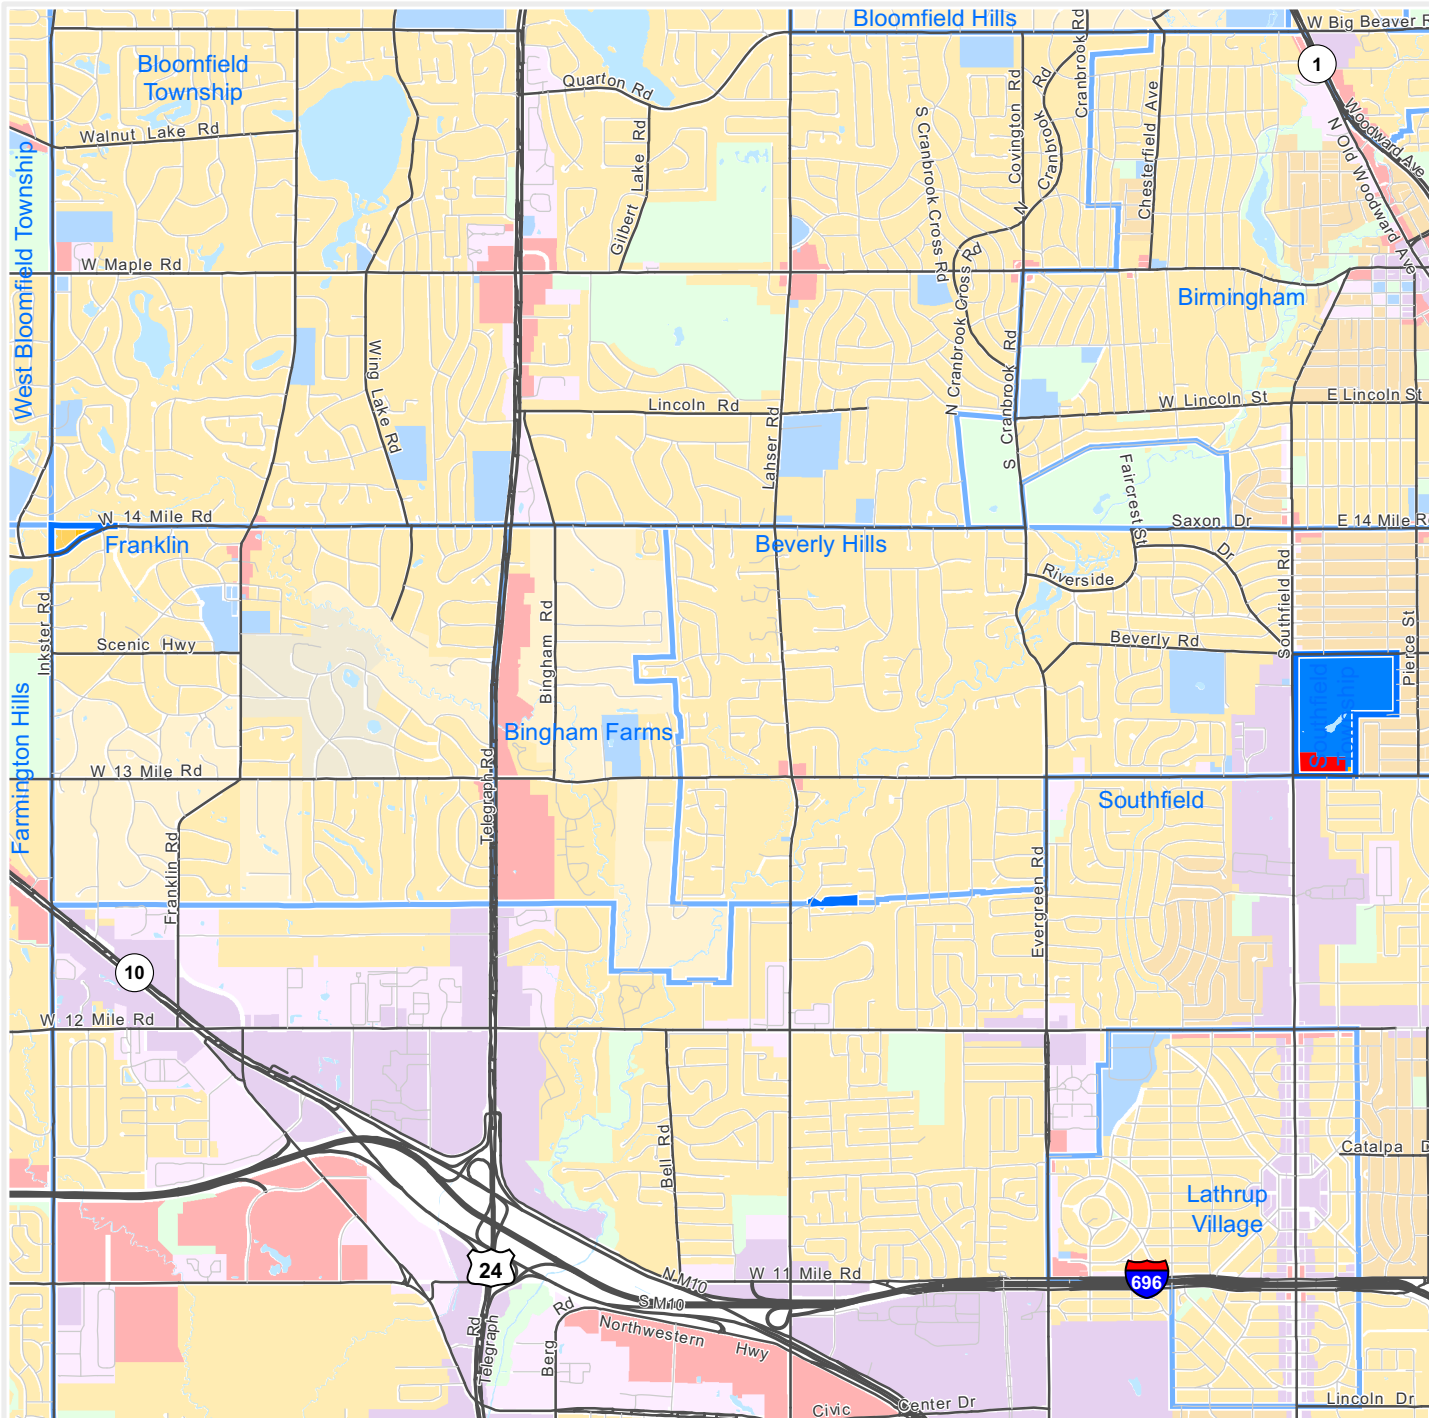 Bloomfield Hills
W Big Beaver R
Bloomfield
Township
1
Quarton Rd
Cranbrook Rd
Covington Rd
N Cranbrook Rd
Chesterfield Ave
Woodward Ave
N Old Woodward Ave
Walnut Lake Rd
S Cranbrook Cross Rd
Gilbert Lake Rd
West Bloomfield Township
W Maple Rd
N Cranbrook Cross Rd
Birmingham
Wing Lake Rd
S Cranbrook Rd
Lincoln Rd
W Lincoln St
E Lincoln St
Lahser Rd
Faircrest St
W 14 Mile Rd
Saxon Dr
E 14 Mile R
Franklin
Beverly Hills
Riverside Dr
Southfield Rd
Inkster Rd
Scenic Hwy
Bingham Rd
Beverly Rd
Pierce St
Southfield
Township
Farmington Hills
Bingham Farms
W 13 Mile Rd
Telegraph Rd
Southfield
Franklin Rd
Evergreen Rd
10
W 12 Mile Rd
Bell Rd
Catalpa D
Lathrup
Village
24
N M10
W 11 Mile Rd
696
S M10
Telegraph Rd
Berg Rd
Northwestern Hwy
Civic Center Dr
Lincoln Dr